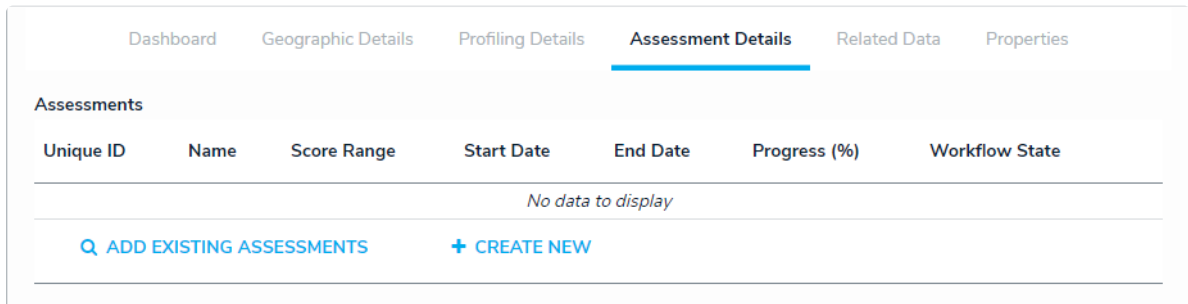 Dashboard Geographic Details Profiling Details Assessment Details Related Data Properties
Assessments
Unique ID Name Score Range Start Date End Date Progress (%) Workflow State
No data to display
ADD EXISTING ASSESSMENTS + CREATE NEW